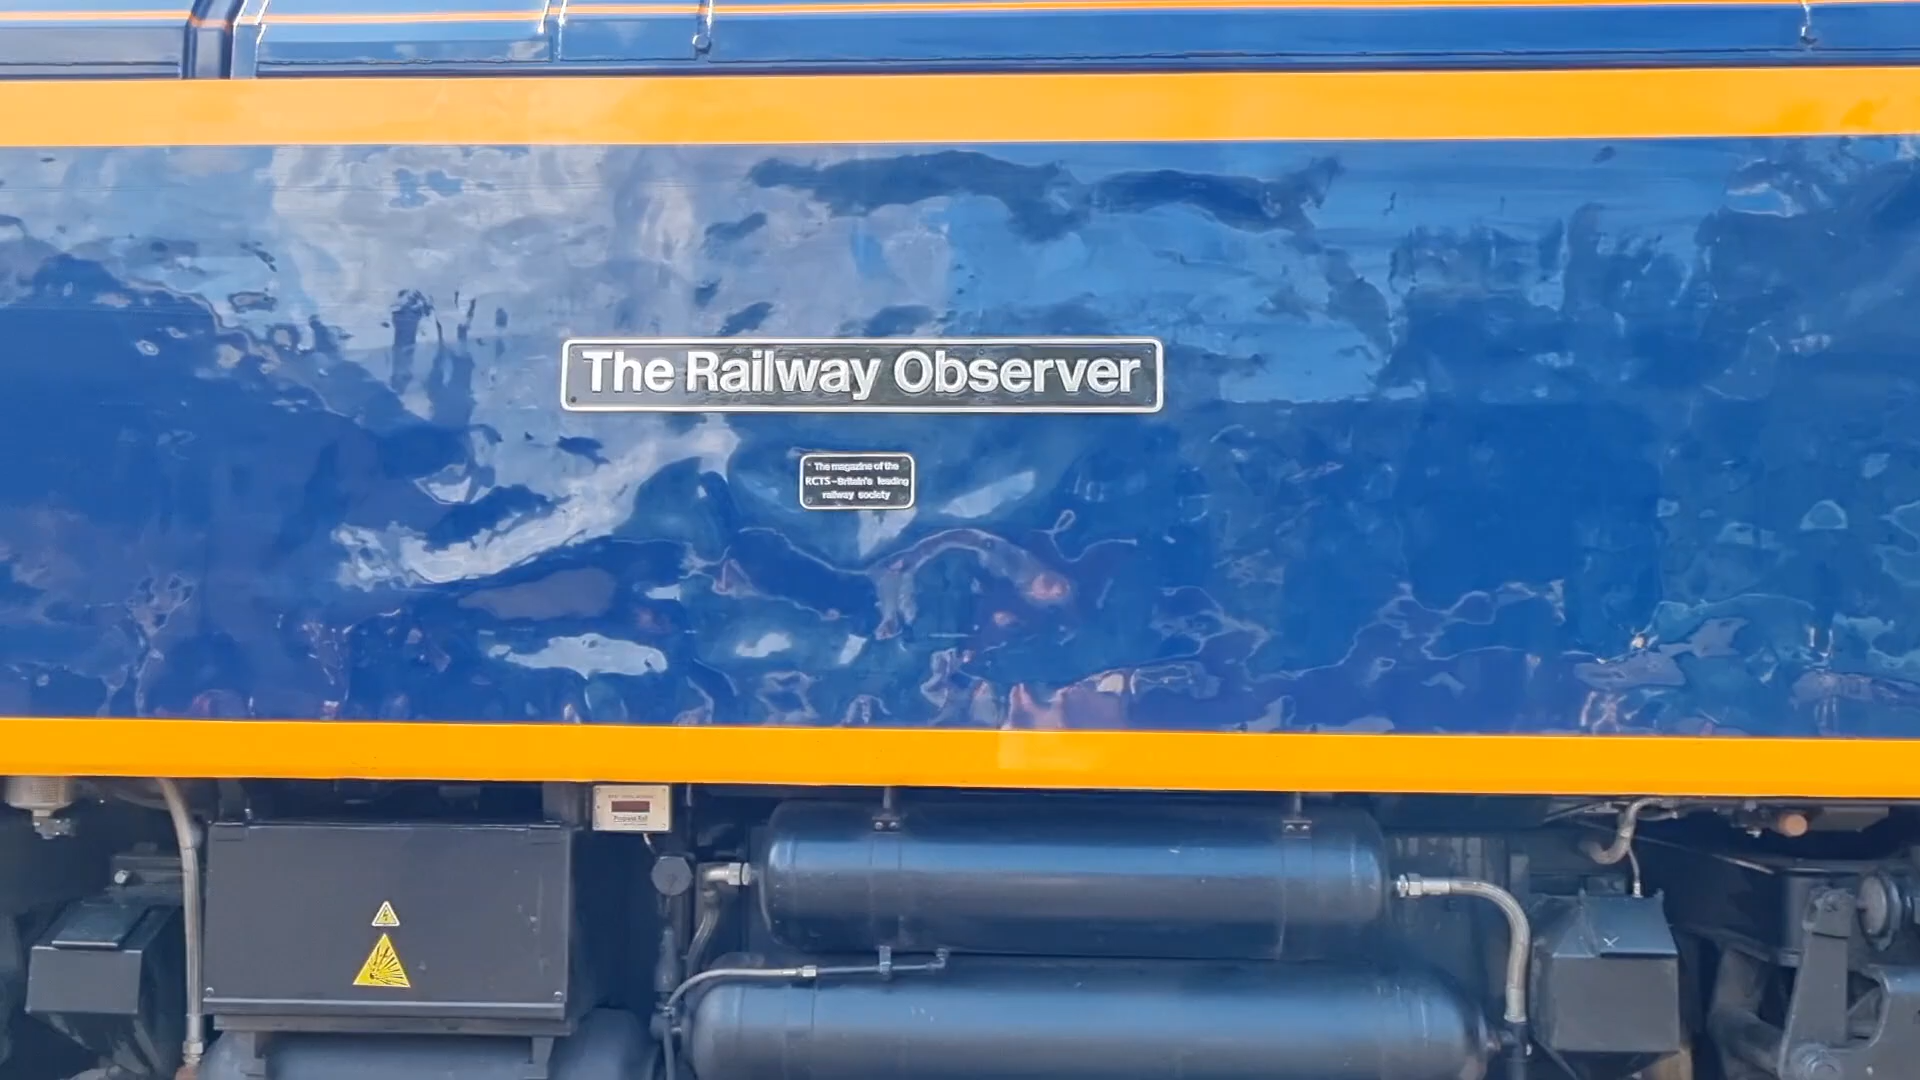 The Railway Observer
The magazine of the
RCTS-Britain's leading
railway society